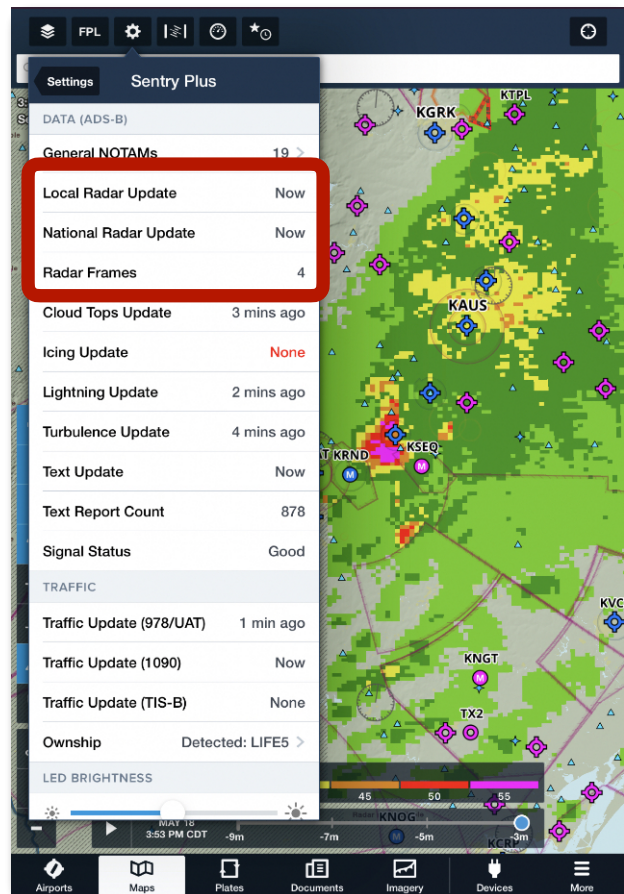 FPL
Settings Sentry Plus
DATA (ADS-B)
General NOTAMs 19 >
Local Radar Update Now
National Radar Update Now
Radar Frames 4
Cloud Tops Update 3 mins ago
Icing Update None
Lightning Update 2 mins ago
Turbulence Update 4 mins ago
Text Update Now
Text Report Count 878
Signal Status Good
TRAFFIC
Traffic Update (978/UAT) 1 min ago
Traffic Update (1090) Now
Traffic Update (TIS-B) None
Ownship Detected: LIFE5 >
LED BRIGHTNESS
KTPL
KGRK
KAUS
KSEQ
KRND
M
M
KVC
KNGT
M
TX2
45 50 55
KNOG
M
KCRP
MAY 18
3:53 PM CDT
-9m -7m -5m -3m
Airports Maps Plates Documents Imagery Devices More